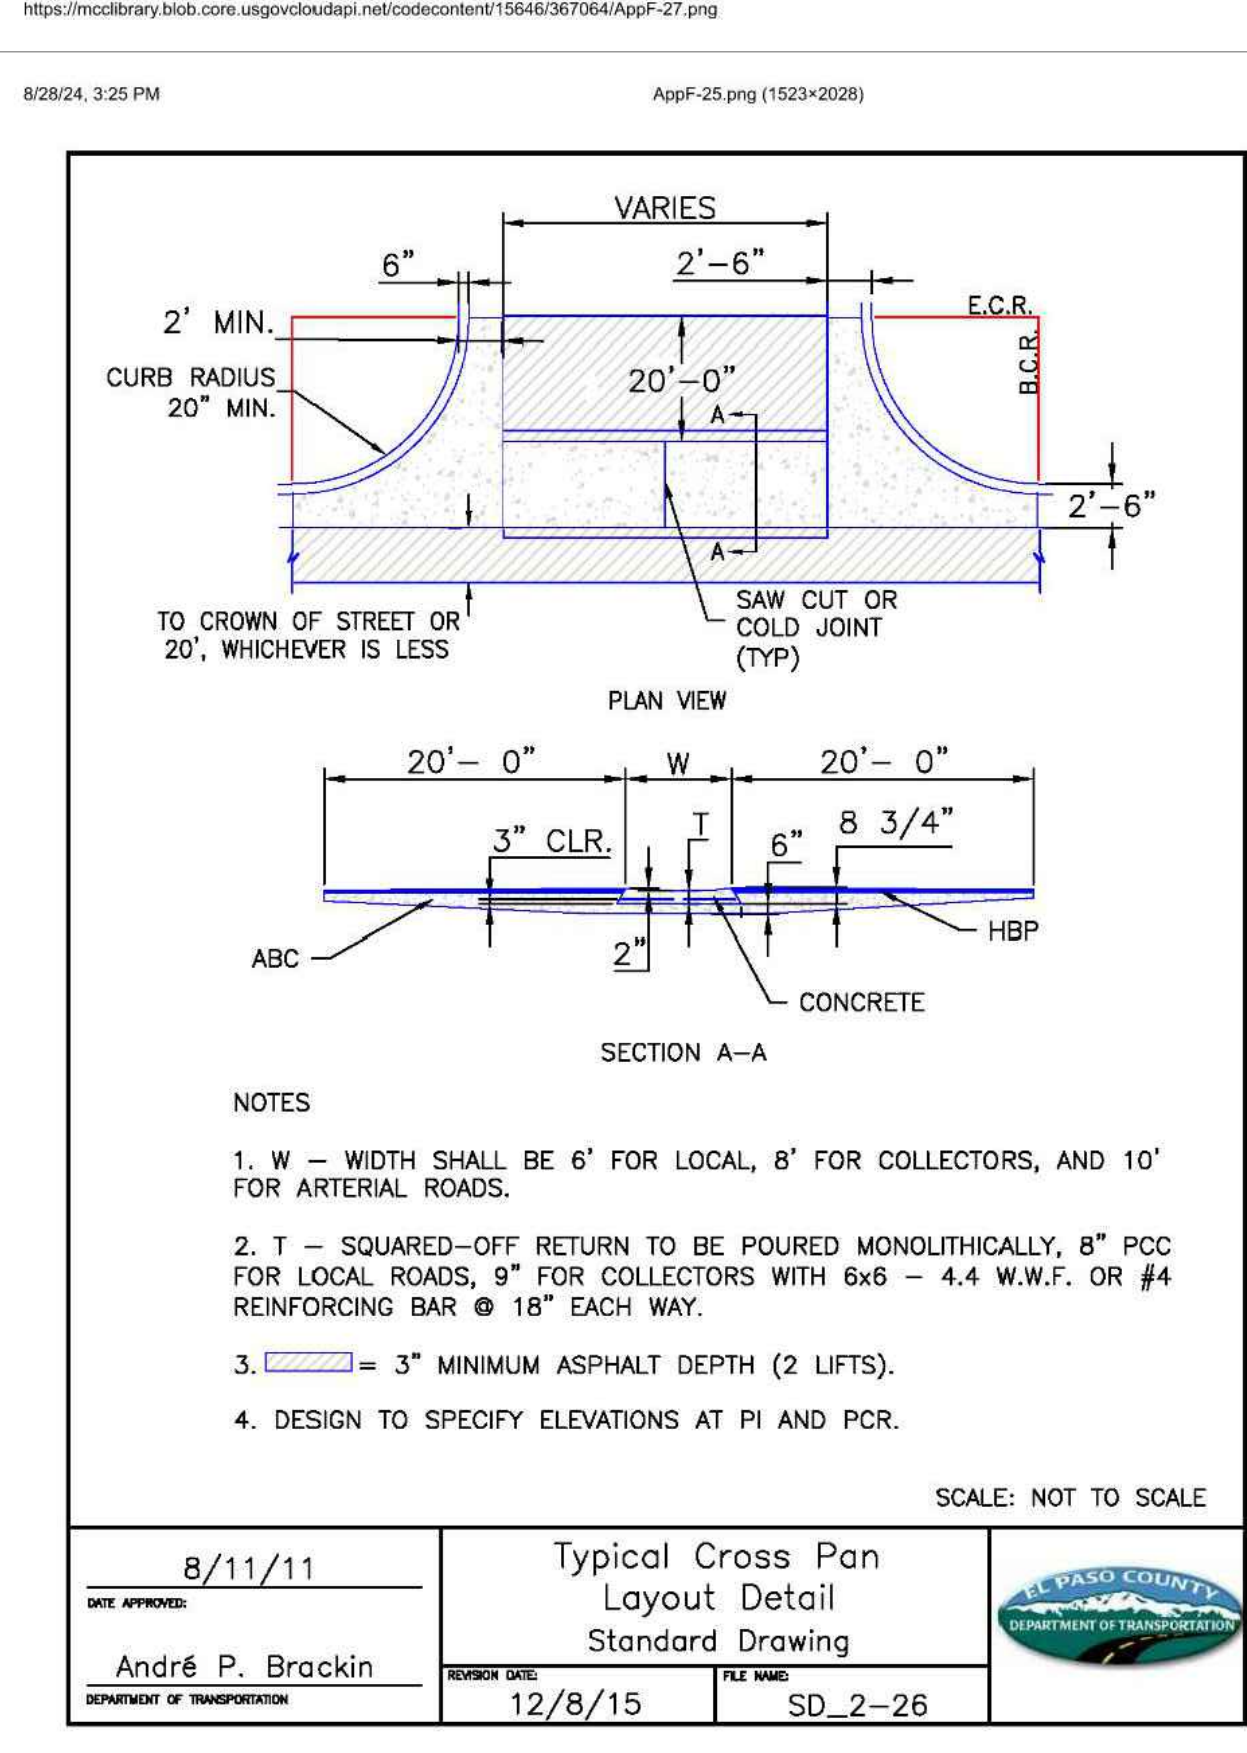 https://mcclibrary.blob.core.usgovcloudapi.net/codecontent/15646/367064/AppF-27.png
8/28/24, 3:25 PM
AppF-25.png (1523×2028)
VARIES
6"
2'-6"
2' MIN.
E.C.R.
B.C.R.
CURB RADIUS
20" MIN.
20'-0"
A
2'-6"
A
TO CROWN OF STREET OR
20', WHICHEVER IS LESS
SAW CUT OR
COLD JOINT
(TYP)
PLAN VIEW
20'- 0"
W
20'- 0"
3" CLR.
T
6"
8 3/4"
ABC
2"
HBP
CONCRETE
SECTION A-A
NOTES
1. W – WIDTH SHALL BE 6' FOR LOCAL, 8' FOR COLLECTORS, AND 10'
FOR ARTERIAL ROADS.
2. T – SQUARED-OFF RETURN TO BE POURED MONOLITHICALLY, 8" PCC
FOR LOCAL ROADS, 9" FOR COLLECTORS WITH 6x6 – 4.4 W.W.F. OR #4
REINFORCING BAR @ 18" EACH WAY.
3. = 3" MINIMUM ASPHALT DEPTH (2 LIFTS).
4. DESIGN TO SPECIFY ELEVATIONS AT PI AND PCR.
SCALE: NOT TO SCALE
8/11/11
DATE APPROVED:
André P. Brackin
DEPARTMENT OF TRANSPORTATION
Typical Cross Pan
Layout Detail
Standard Drawing
REVISION DATE:
12/8/15
FILE NAME:
SD_2-26
EL PASO COUNTY
DEPARTMENT OF TRANSPORTATION